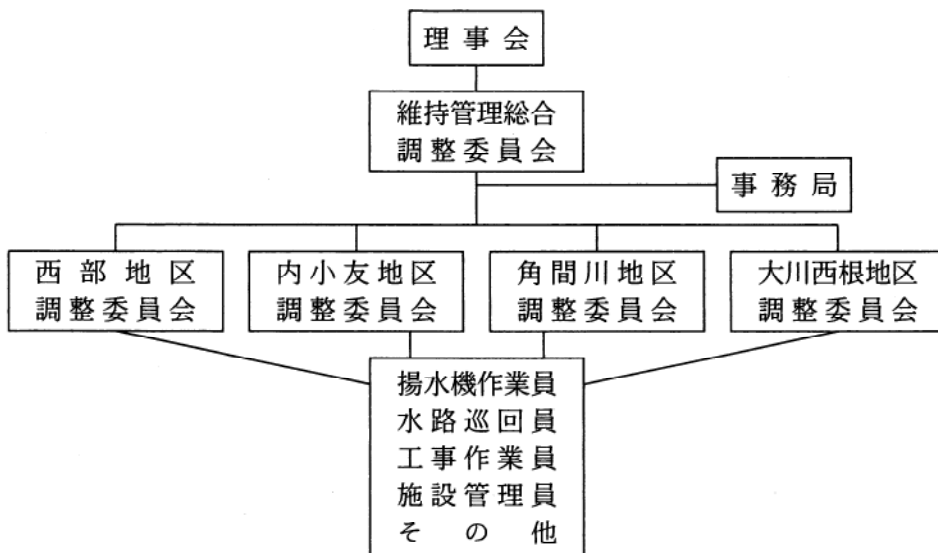 理事会
維持管理総合
調整委員会
事務局
西部地区
調整委員会
内小友地区
調整委員会
角間川地区
調整委員会
大川西根地区
調整委員会
揚水機作業員
水路巡回員
工事作業員
施設管理員
その他